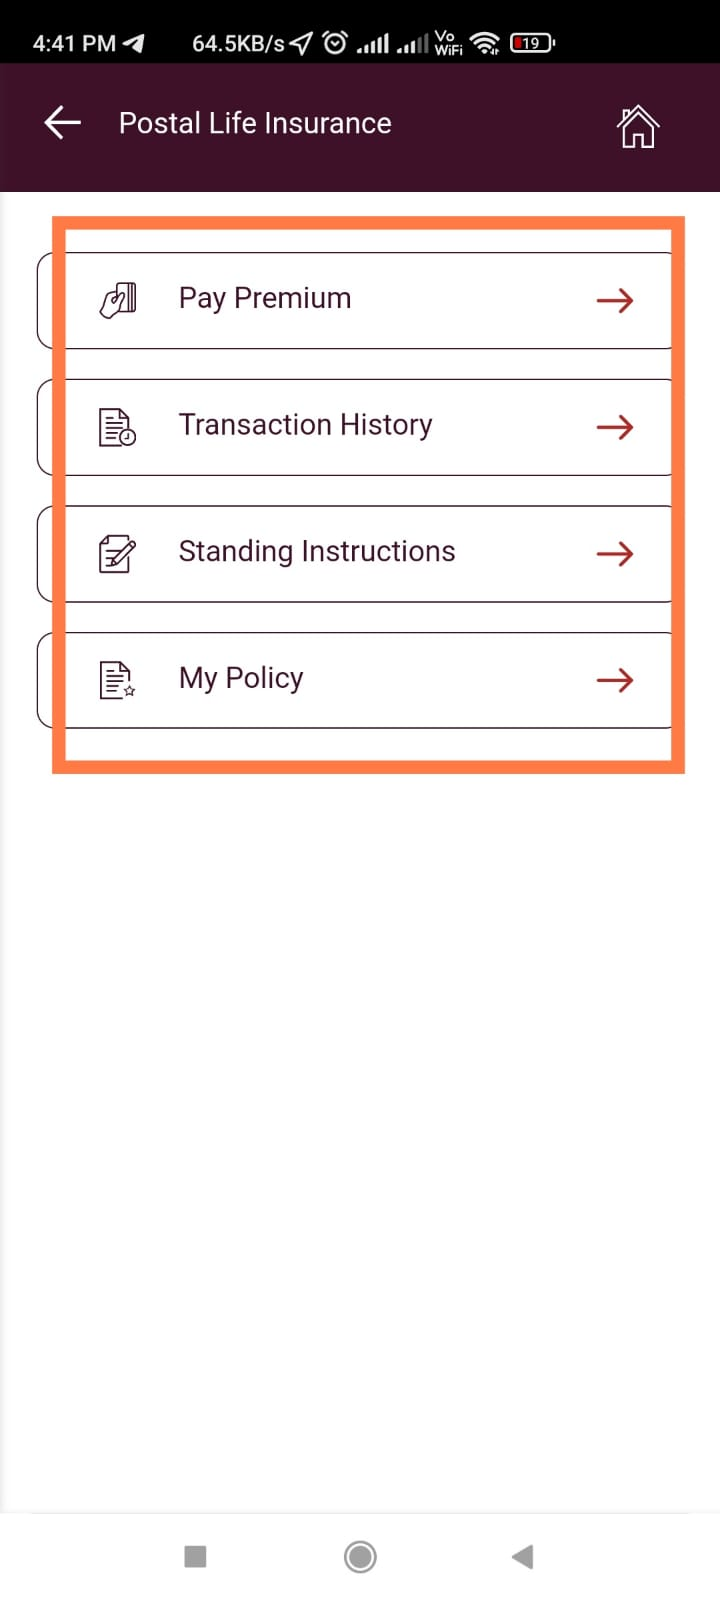 4:41 PM 64.5KB/s Vo WiFi 19
Postal Life Insurance
Pay Premium
Transaction History
Standing Instructions
My Policy